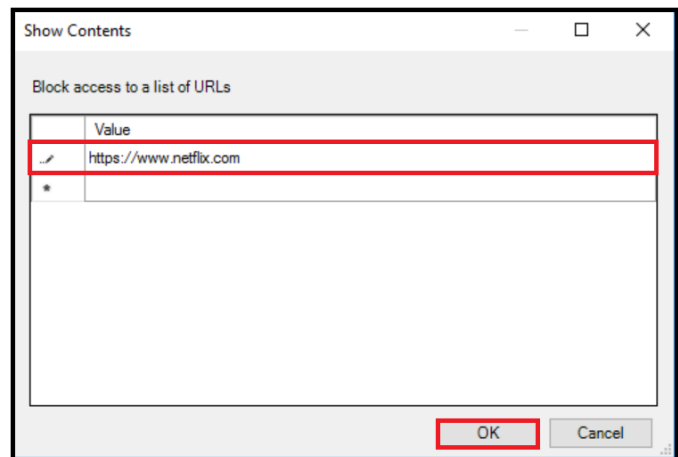 Show Contents
Block access to a list of URLs
Value
https://www.netflix.com
*
OK
Cancel